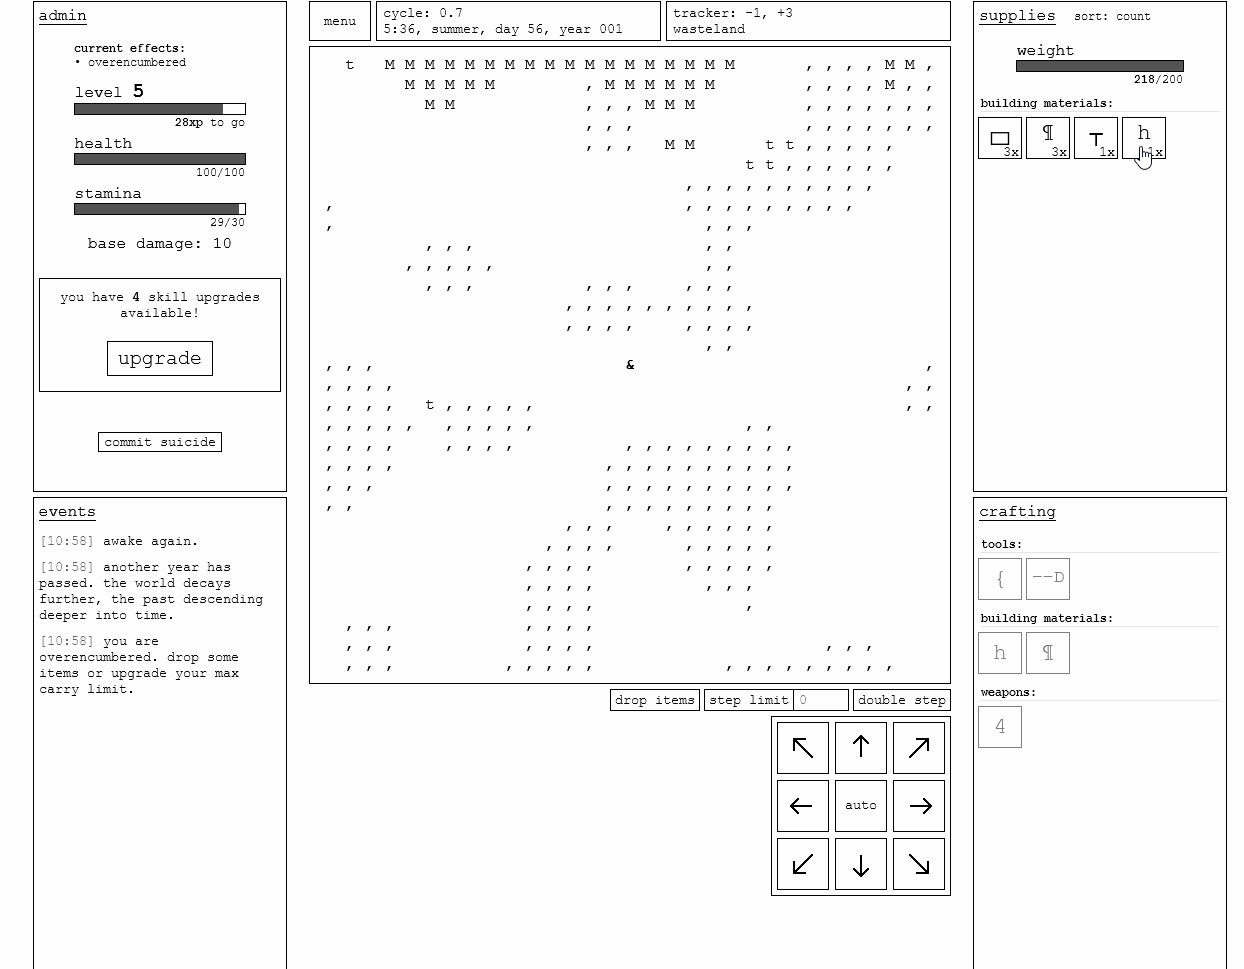 admin
current effects:
• overencumbered
level 5
28xp to go
health
100/100
stamina
29/30
base damage: 10
you have 4 skill upgrades
available!
upgrade
commit suicide
events
[10:58] awake again.
[10:58] another year has
passed. the world decays
further, the past descending
deeper into time.
[10:58] you are
overencumbered. drop some
items or upgrade your max
carry limit.
menu
cycle: 0.7
5:36, summer, day 56, year 001
tracker: -1, +3
wasteland
t M M M M M M M M M M M M M M M M M M , , , , M M ,
M M M M M , M M M M M M , , , , M , ,
M M , , , M M M , , , , , , ,
, , , , , , , , , ,
, , , M M t t , , , , ,
t t , , , , , ,
, , , , , , , , , ,
, , , , , , , , , ,
, , , ,
, , , , ,
, , , , , , ,
, , , , , , , , ,
, , , , , , , , , ,
, , , , , , , ,
, ,
, , , & ,
, , , , , ,
, , , , t , , , , , , ,
, , , , , , , , , , , ,
, , , , , , , , , , , , , , , , ,
, , , , , , , , , , , , , ,
, , , , , , , , , , , , ,
, , , , , , , , , , ,
, , , , , , , , ,
, , , , , , , , ,
, , , , , , , , ,
, , , , , , ,
, , , , ,
, , , , , , ,
, , , , , , , , , ,
, , , , , , , , , , , , , , , , ,
drop items
step limit 0
double step
↖ ↑ ↗
← auto →
↙ ↓ ↘
supplies sort: count
weight
218/200
building materials:
▭ 3x
¶ 3x
┬ 1x
h 1x
crafting
tools:
{
——D
building materials:
h
¶
weapons:
4